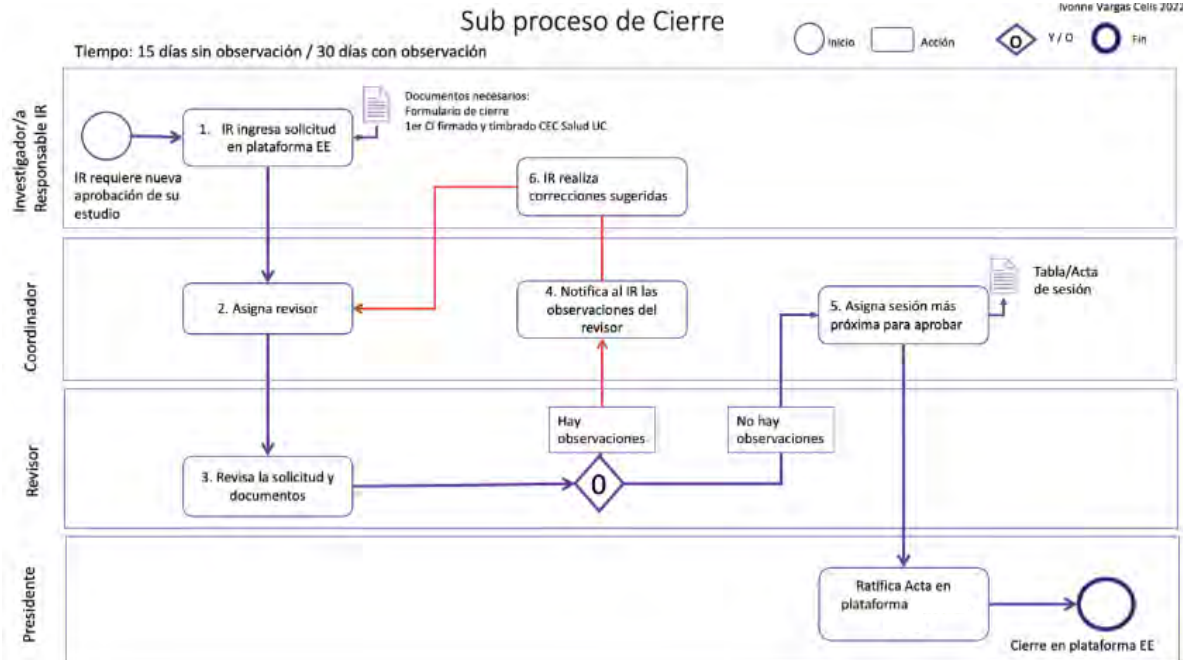 Ivonne Vargas Celis 2022
Sub proceso de Cierre
Inicio
Acción
O
Y / O
Fin
Tiempo: 15 días sin observación / 30 días con observación
Investigador/a
Responsable IR
IR requiere nueva
aprobación de su
estudio
1. IR ingresa solicitud
en plataforma EE
Documentos necesarios:
Formulario de cierre
1er CI firmado y timbrado CEC Salud UC
6. IR realiza
correcciones sugeridas
Coordinador
2. Asigna revisor
4. Notifica al IR las
observaciones del
revisor
5. Asigna sesión más
próxima para aprobar
Tabla/Acta
de sesión
Revisor
3. Revisa la solicitud y
documentos
Hay
observaciones
No hay
observaciones
O
Presidente
Ratifica Acta en
plataforma
Cierre en plataforma EE